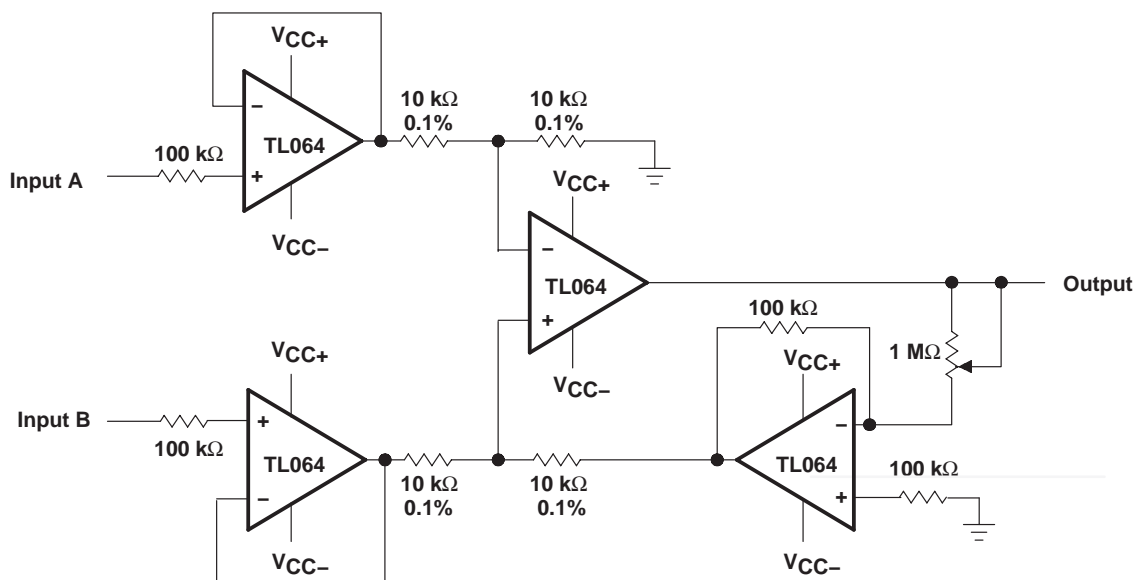 VCC+
10 kΩ
0.1%
10 kΩ
0.1%
−
TL064
100 kΩ
+
Input A
VCC−
VCC+
−
TL064
Output
+
100 kΩ
VCC−
1 MΩ
VCC+
VCC+
Input B
+
100 kΩ
TL064
−
10 kΩ
0.1%
10 kΩ
0.1%
−
TL064
100 kΩ
+
VCC−
VCC−